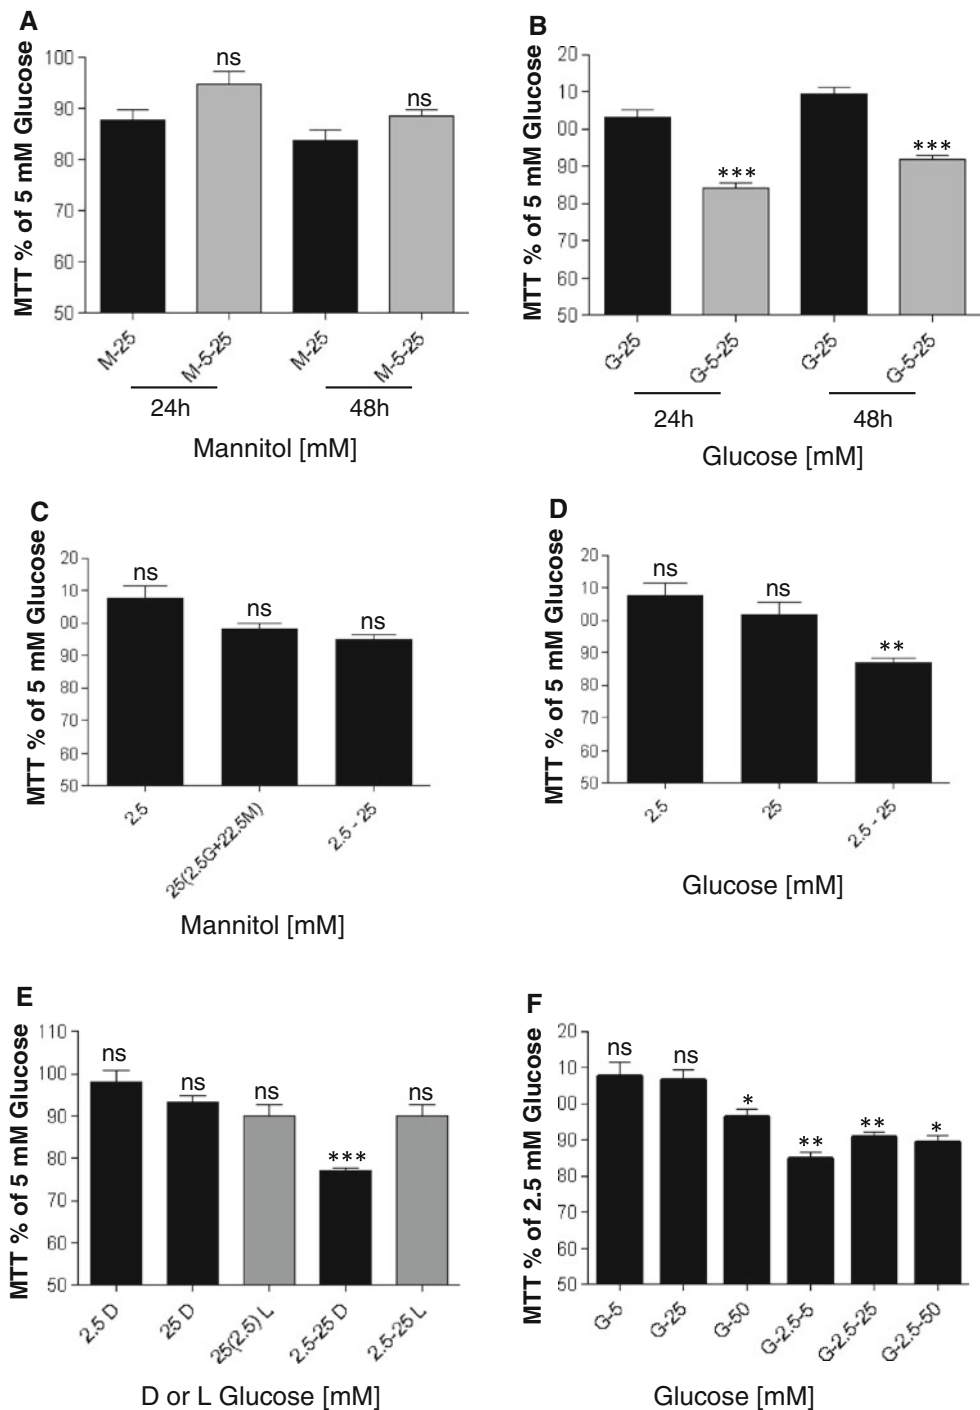 A
MTT % of 5 mM Glucose
100
90
80
70
60
50
ns
ns
M-25
M-5-25
M-25
M-5-25
24h
48h
Mannitol [mM]
B
MTT % of 5 mM Glucose
20
10
00
90
80
70
60
50
***
***
G-25
G-5-25
G-25
G-5-25
24h
48h
Glucose [mM]
C
MTT % of 5 mM Glucose
20
10
00
90
80
70
60
50
ns
ns
ns
2.5
25(2.5G+22.5M)
2.5 - 25
Mannitol [mM]
D
MTT % of 5 mM Glucose
20
10
00
90
80
70
60
50
ns
ns
**
2.5
25
2.5 - 25
Glucose [mM]
E
MTT % of 5 mM Glucose
110
100
90
80
70
60
50
ns
ns
ns
***
ns
2.5 D
25 D
25(2.5) L
2.5-25 D
2.5-25 L
D or L Glucose [mM]
F
MTT % of 2.5 mM Glucose
20
10
00
90
80
70
60
50
ns
ns
*
**
**
*
G-5
G-25
G-50
G-2.5-5
G-2.5-25
G-2.5-50
Glucose [mM]